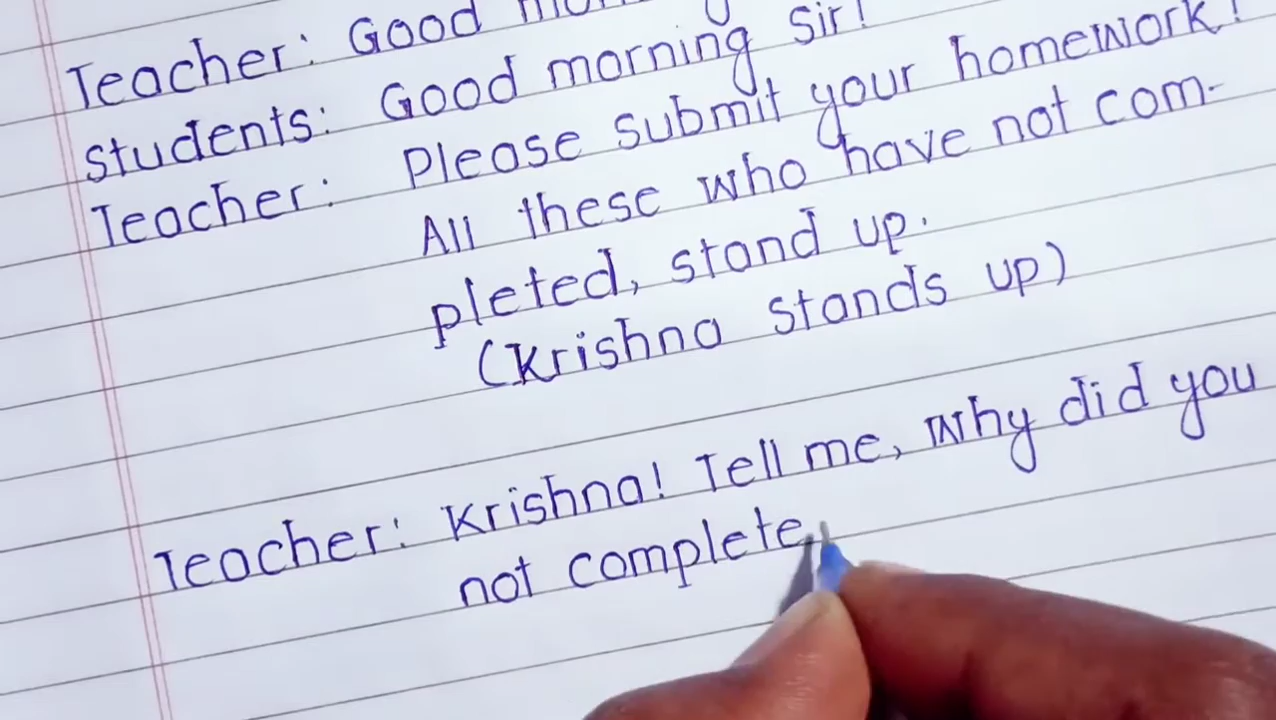 Teacher: Good
students: Good morning Sir!
Teacher: Please submit your homework!
All these who have not com-
pleted, stand up.
(Krishna stands up)
Teacher: Krishna! Tell me, Why did you
not complete